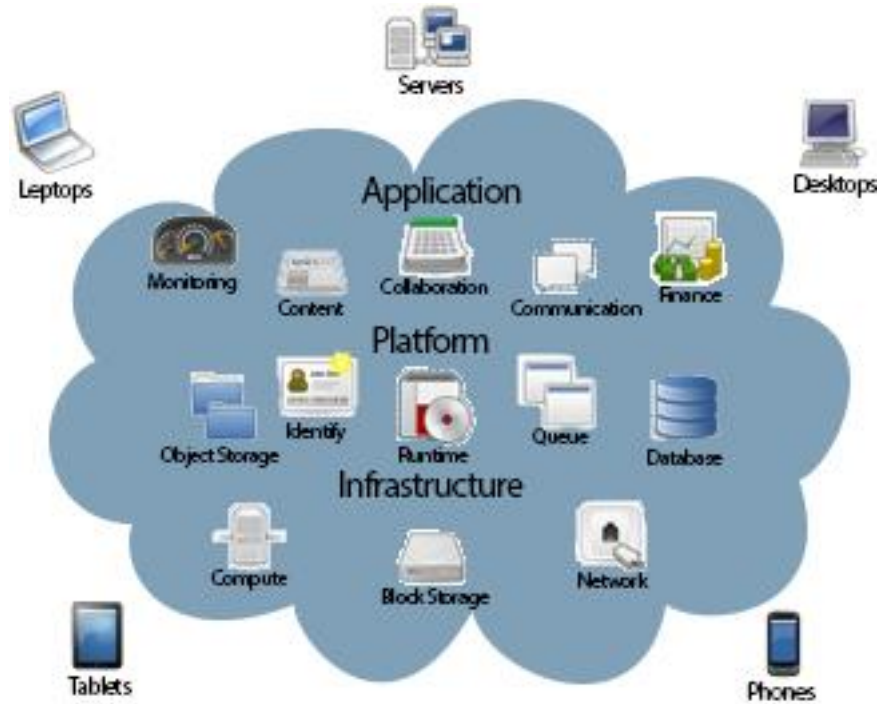 Servers
Leptops
Desktops
Application
Monitoring
Content
Collaboration
Communication
Finance
Platform
Object Storage
Identify
Runtime
Queue
Database
Infrastructure
Compute
Block Storage
Network
Tablets
Phones